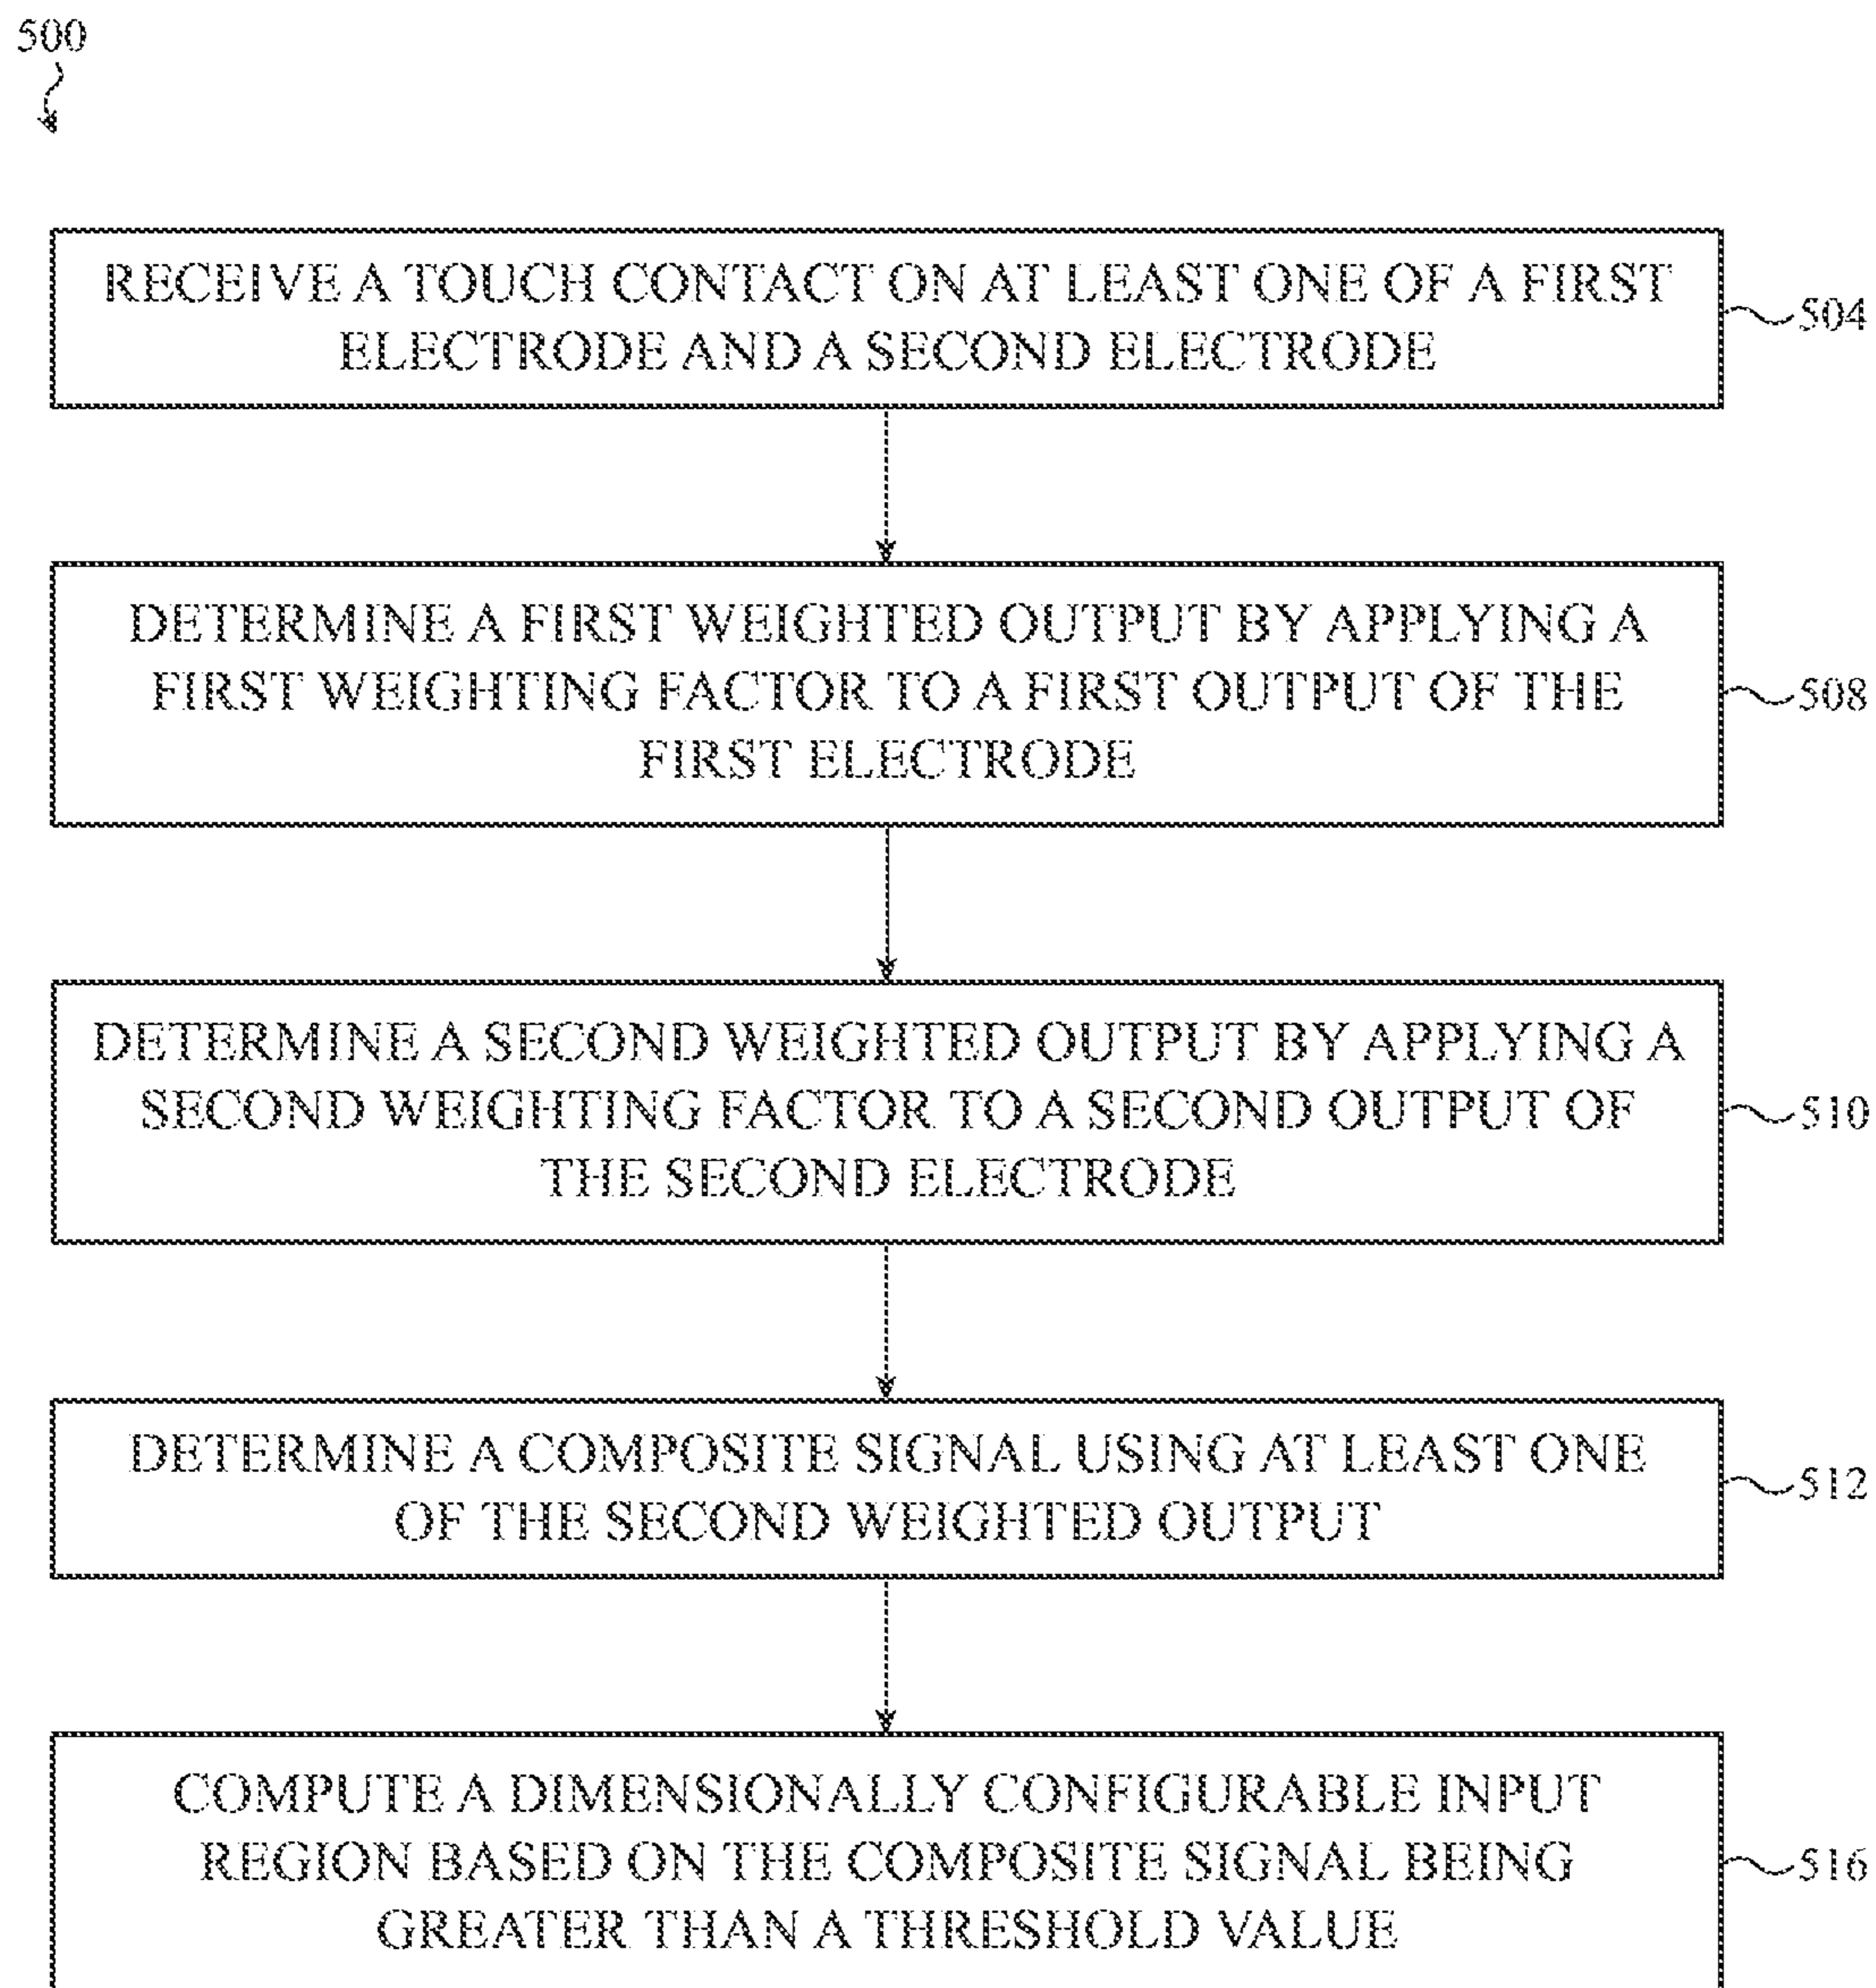 500
RECEIVE A TOUCH CONTACT ON AT LEAST ONE OF A FIRST
ELECTRODE AND A SECOND ELECTRODE
504
DETERMINE A FIRST WEIGHTED OUTPUT BY APPLYING A
FIRST WEIGHTING FACTOR TO A FIRST OUTPUT OF THE
FIRST ELECTRODE
508
DETERMINE A SECOND WEIGHTED OUTPUT BY APPLYING A
SECOND WEIGHTING FACTOR TO A SECOND OUTPUT OF
THE SECOND ELECTRODE
510
DETERMINE A COMPOSITE SIGNAL USING AT LEAST ONE
OF THE SECOND WEIGHTED OUTPUT
512
COMPUTE A DIMENSIONALLY CONFIGURABLE INPUT
REGION BASED ON THE COMPOSITE SIGNAL BEING
GREATER THAN A THRESHOLD VALUE
516